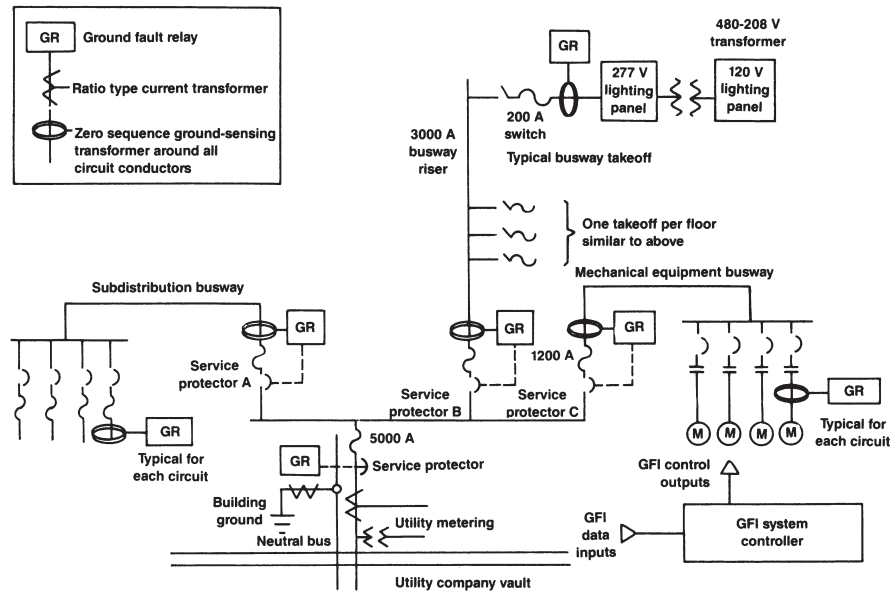 GR
Ground fault relay
Ratio type current transformer
Zero sequence ground-sensing
transformer around all
circuit conductors
GR
480-208 V
transformer
277 V
lighting
panel
120 V
lighting
panel
200 A
switch
3000 A
busway
riser
Typical busway takeoff
One takeoff per floor
similar to above
Mechanical equipment busway
Subdistribution busway
GR
GR
GR
1200 A
Service
protector A
Service
protector B
Service
protector C
GR
GR
Typical for
each circuit
Typical for
each circuit
M
M
M
M
5000 A
GR
Service protector
GFI control
outputs
Building
ground
Utility metering
GFI
data
inputs
GFI system
controller
Neutral bus
Utility company vault